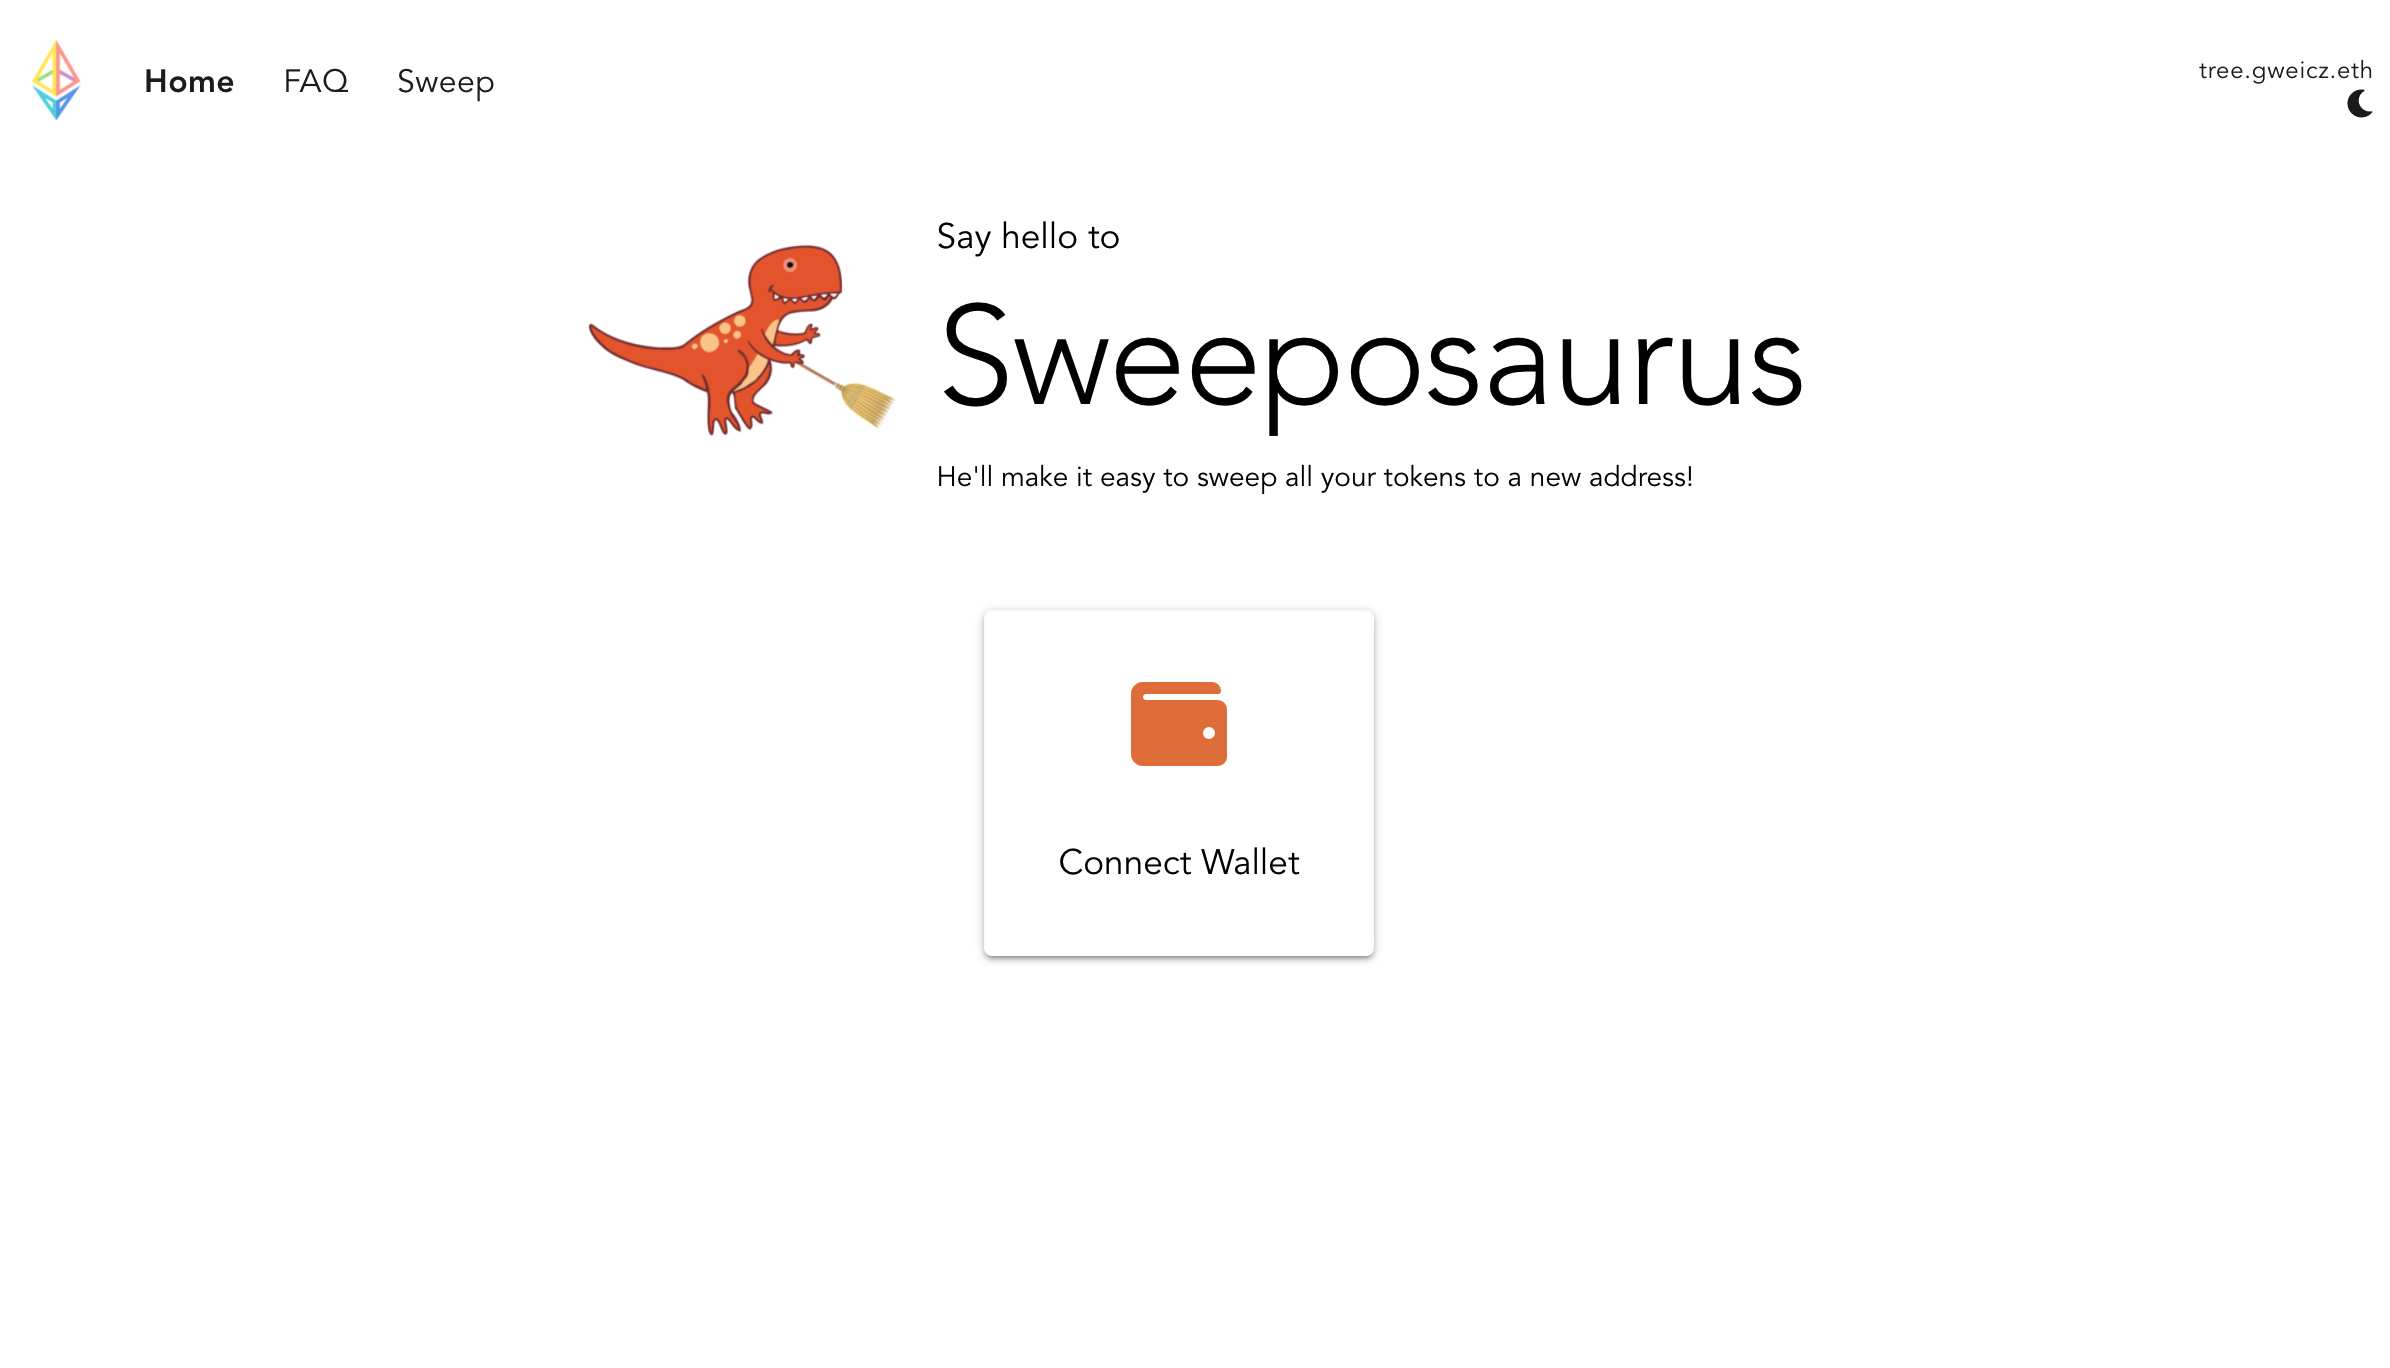 Home FAQ Sweep
tree.gweicz.eth
Say hello to
Sweeposaurus
He'll make it easy to sweep all your tokens to a new address!
Connect Wallet